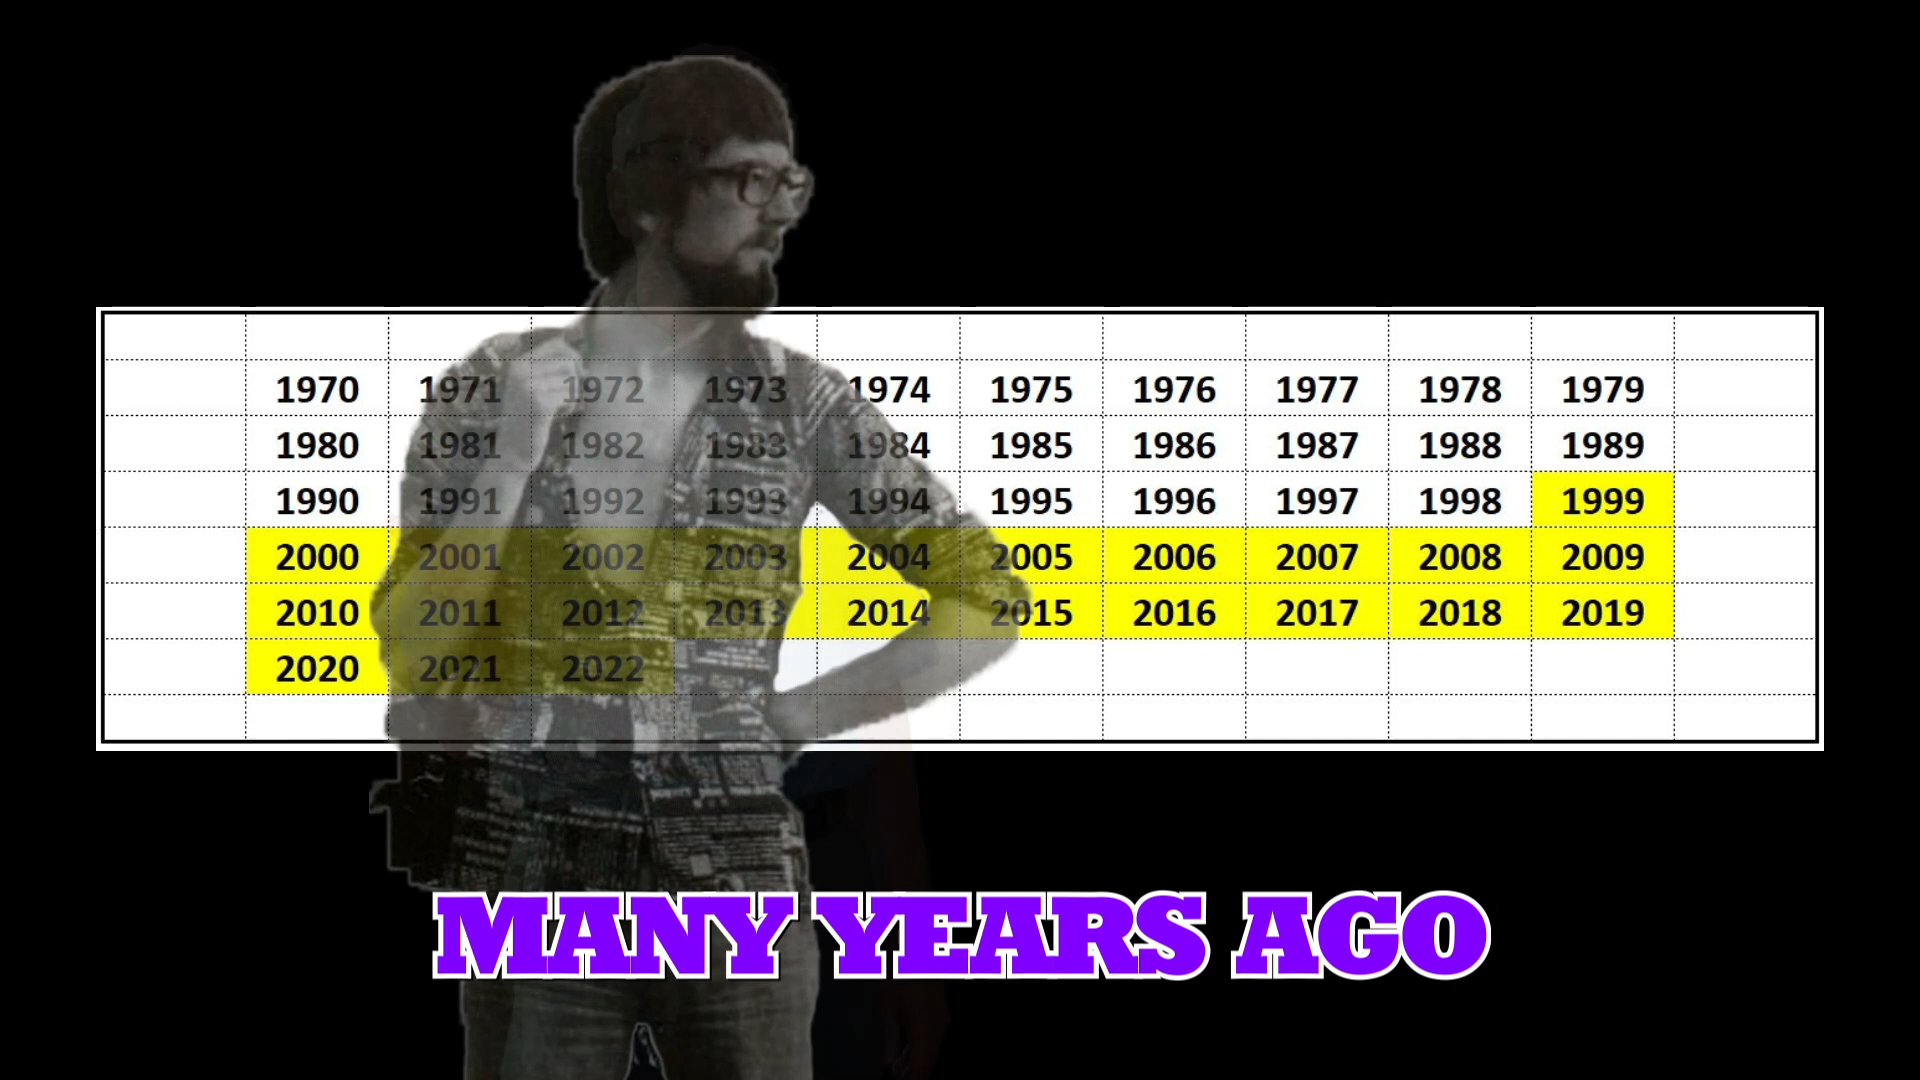 1970 1971 1972 1973 1974 1975 1976 1977 1978 1979
1980 1981 1982 1983 1984 1985 1986 1987 1988 1989
1990 1991 1992 1993 1994 1995 1996 1997 1998 1999
2000 2001 2002 2003 2004 2005 2006 2007 2008 2009
2010 2011 2012 2013 2014 2015 2016 2017 2018 2019
2020 2021 2022
MANY YEARS AGO